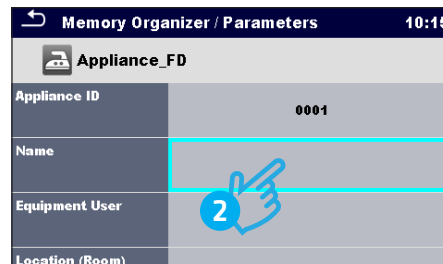 Memory Organizer / Parameters 10:15
Appliance_FD
Appliance ID 0001
Name
2
Equipment User
Location (Room)